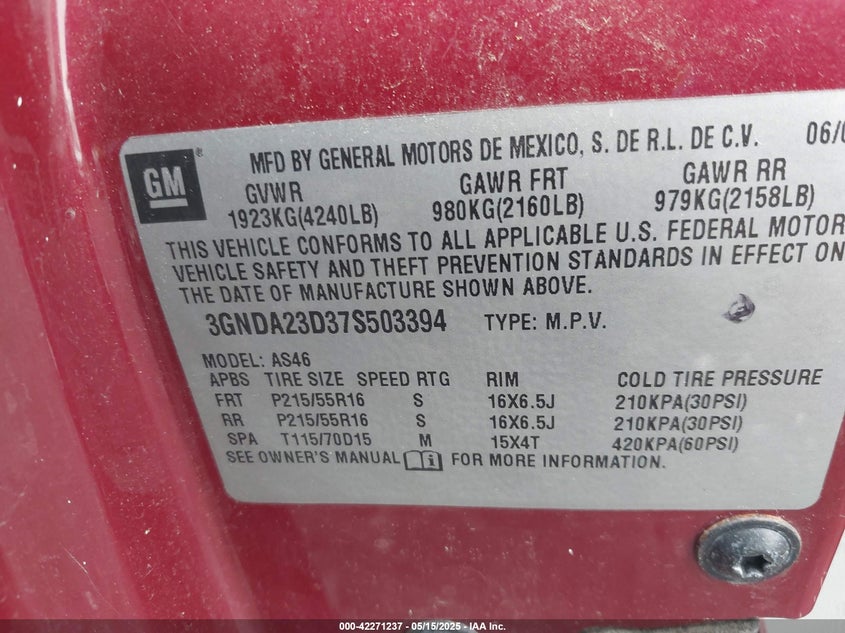 GM ® MFD BY GENERAL MOTORS DE MEXICO, S. DE R.L. DE C.V. 06/0
GVWR GAWR FRT GAWR RR
1923KG(4240LB) 980KG(2160LB) 979KG(2158LB)
THIS VEHICLE CONFORMS TO ALL APPLICABLE U.S. FEDERAL MOTOR
VEHICLE SAFETY AND THEFT PREVENTION STANDARDS IN EFFECT ON
THE DATE OF MANUFACTURE SHOWN ABOVE.
3GNDA23D37S503394 TYPE: M.P.V.
MODEL: AS46
APBS TIRE SIZE SPEED RTG RIM COLD TIRE PRESSURE
FRT P215/55R16 S 16X6.5J 210KPA(30PSI)
RR P215/55R16 S 16X6.5J 210KPA(30PSI)
SPA T115/70D15 M 15X4T 420KPA(60PSI)
SEE OWNER'S MANUAL FOR MORE INFORMATION.
000-42271237 - 05/15/2025 - IAA Inc.